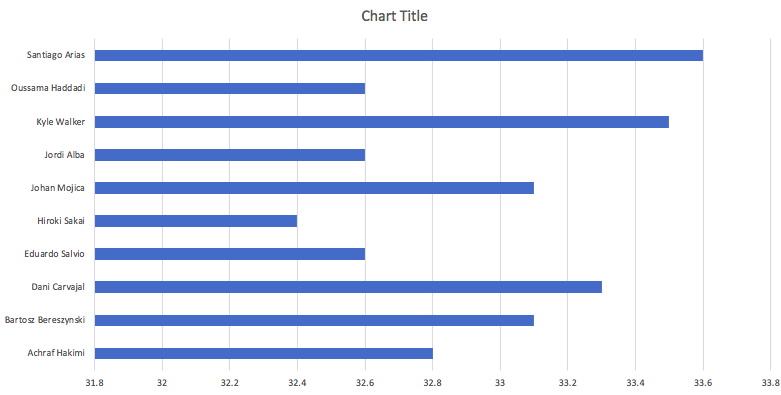 Chart Title
Santiago Arias
Oussama Haddadi
Kyle Walker
Jordi Alba
Johan Mojica
Hiroki Sakai
Eduardo Salvio
Dani Carvajal
Bartosz Bereszynski
Achraf Hakimi
31.8 32 32.2 32.4 32.6 32.8 33 33.2 33.4 33.6 33.8